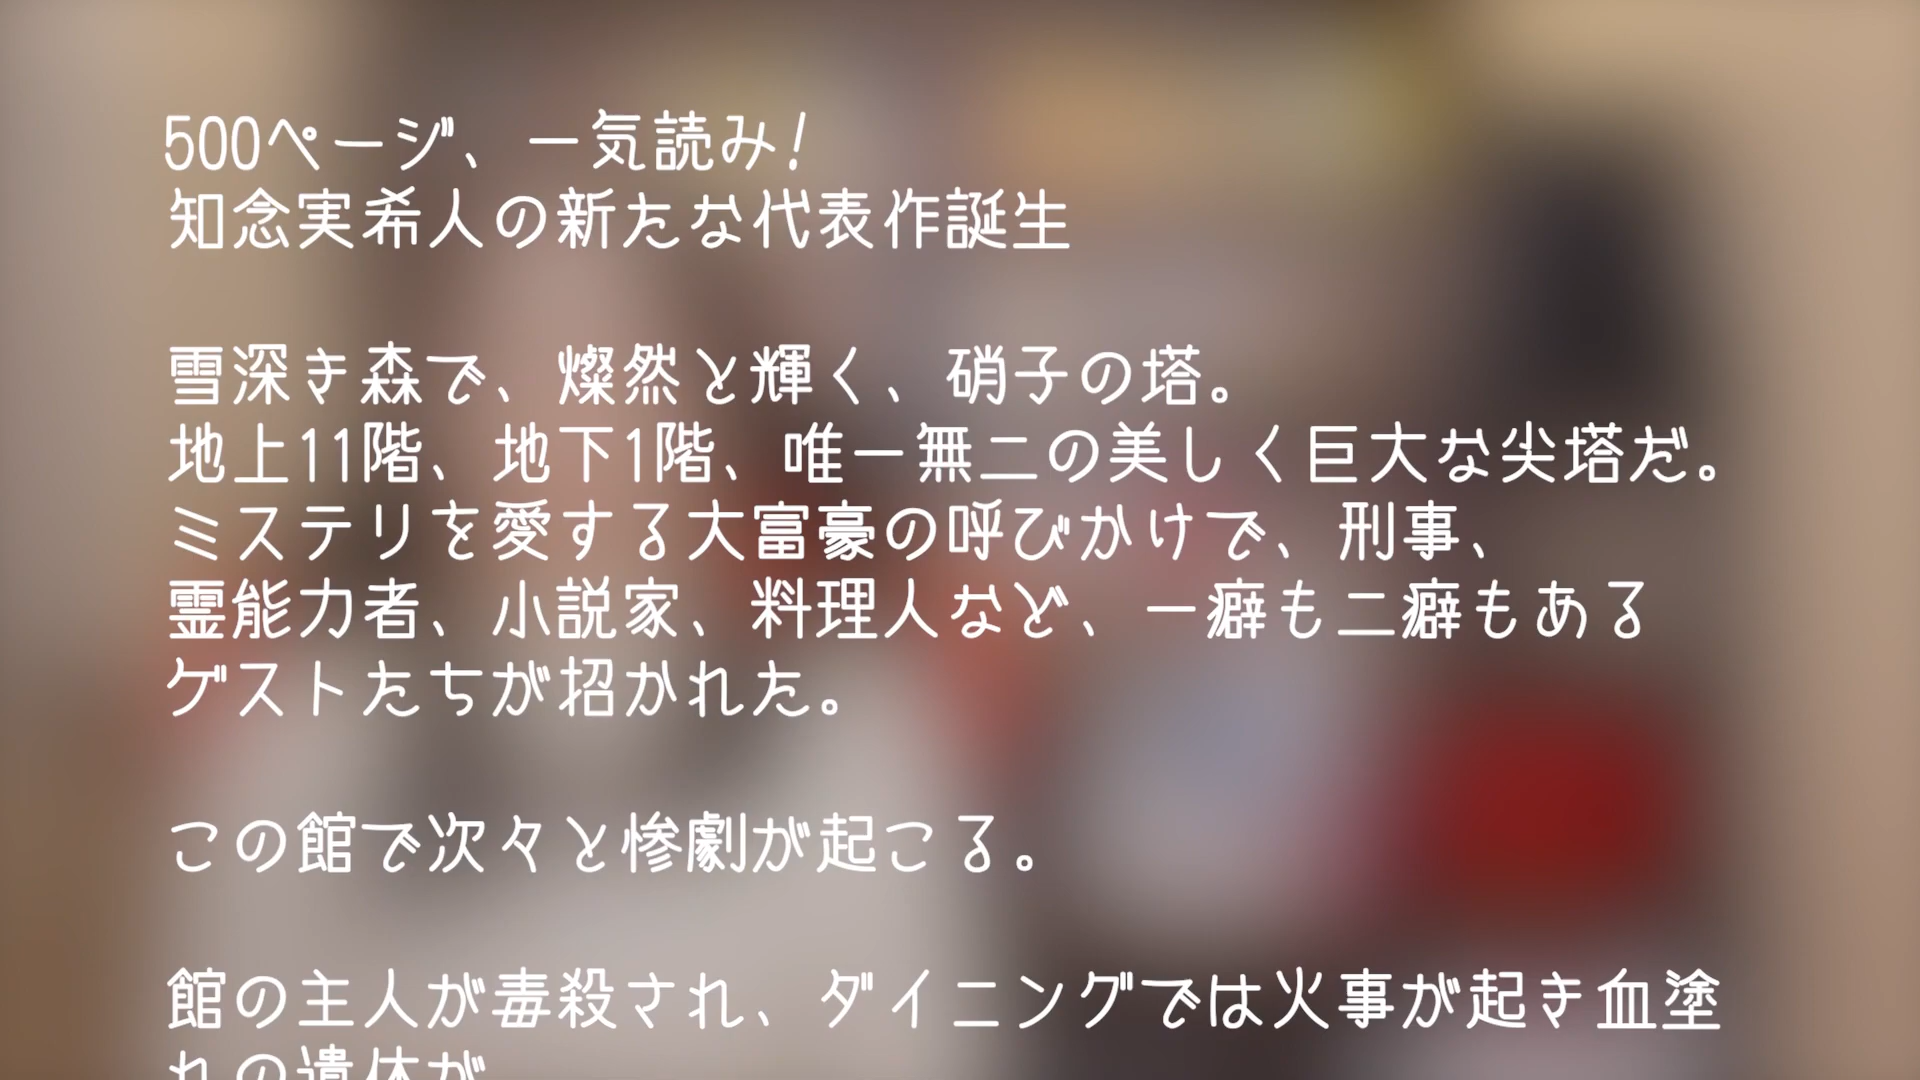 500ページ、一気読み!
知念実希人の新たな代表作誕生
雪深き森で、燦然と輝く、硝子の塔。
地上11階、地下1階、唯一無二の美しく巨大な尖塔だ。
ミステリを愛する大富豪の呼びかけで、刑事、
霊能力者、小説家、料理人など、一癖も二癖もある
ゲストたちが招かれた。
この館で次々と惨劇が起こる。
館の主人が毒殺され、ダイニングでは火事が起き血塗
れの遺体が